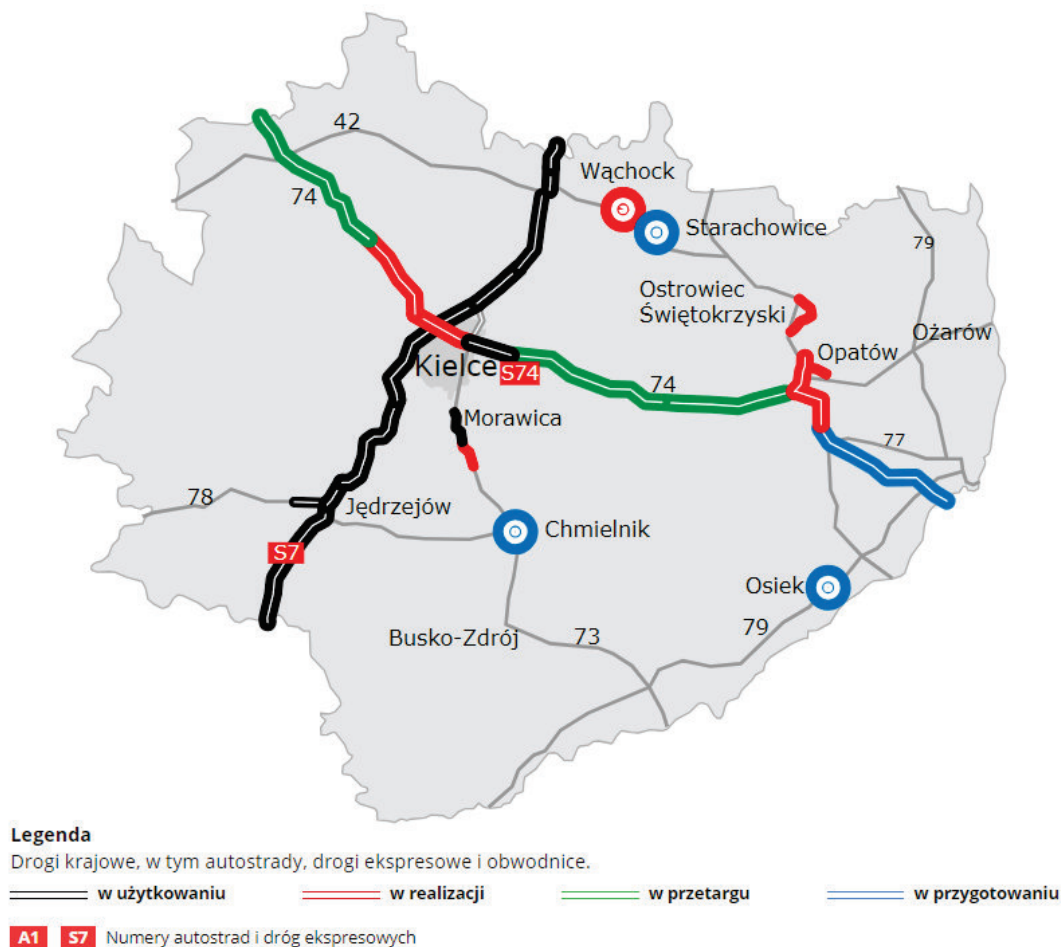 42
Wąchock
74
Starachowice
79
Ostrowiec
Świętokrzyski
Ożarów
Opatów
Kielce
S74
74
Morawica
77
78
Jędrzejów
Chmielnik
S7
Osiek
79
Busko-Zdrój
73
Legenda
Drogi krajowe, w tym autostrady, drogi ekspresowe i obwodnice.
w użytkowaniu
w realizacji
w przetargu
w przygotowaniu
A1 S7 Numery autostrad i dróg ekspresowych